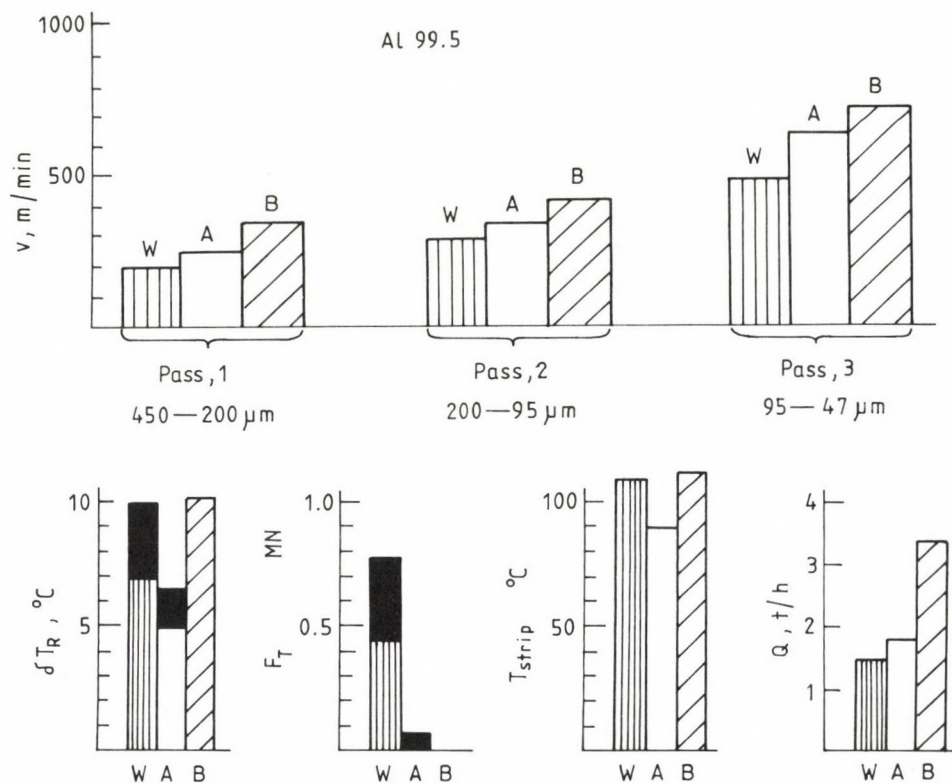 1000
Al 99.5
v, m/min
500
W A B
W A B
W A B
Pass,1
Pass,2
Pass,3
450—200 µm
200—95 µm
95—47 µm
δT_R , °C
10
5
W A B
F_T MN
1.0
0.5
W A B
T_strip °C
100
50
W A B
Q, t/h
4
3
2
1
W A B